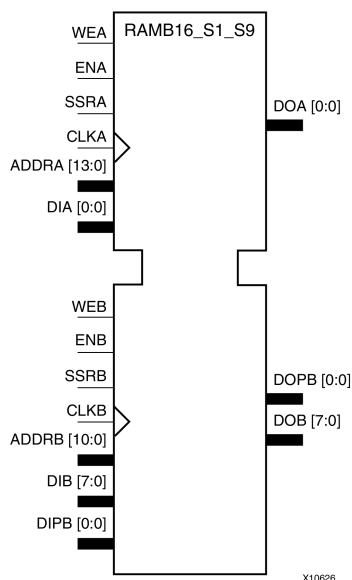 RAMB16_S1_S9
WEA
ENA
SSRA
DOA [0:0]
CLKA
ADDRA [13:0]
DIA [0:0]
WEB
ENB
SSRB
DOPB [0:0]
CLKB
DOB [7:0]
ADDRB [10:0]
DIB [7:0]
DIPB [0:0]
X10626